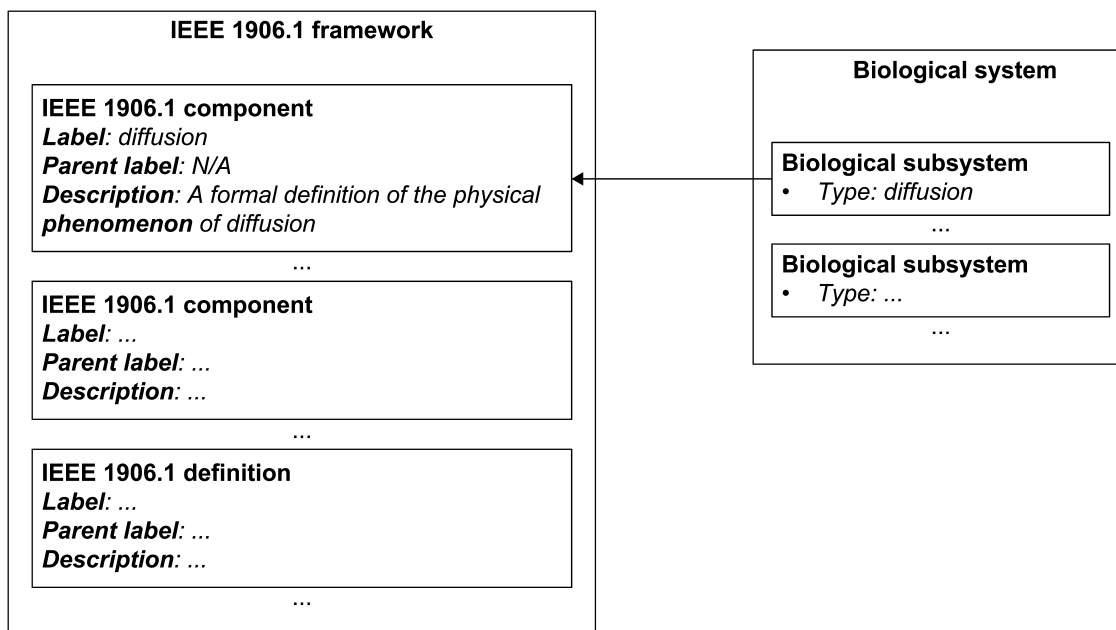 IEEE 1906.1 framework
IEEE 1906.1 component
Label: diffusion
Parent label: N/A
Description: A formal definition of the physical
phenomenon of diffusion
...
IEEE 1906.1 component
Label: ...
Parent label: ...
Description: ...
...
IEEE 1906.1 definition
Label: ...
Parent label: ...
Description: ...
...
Biological system
Biological subsystem
• Type: diffusion
...
Biological subsystem
• Type: ...
...